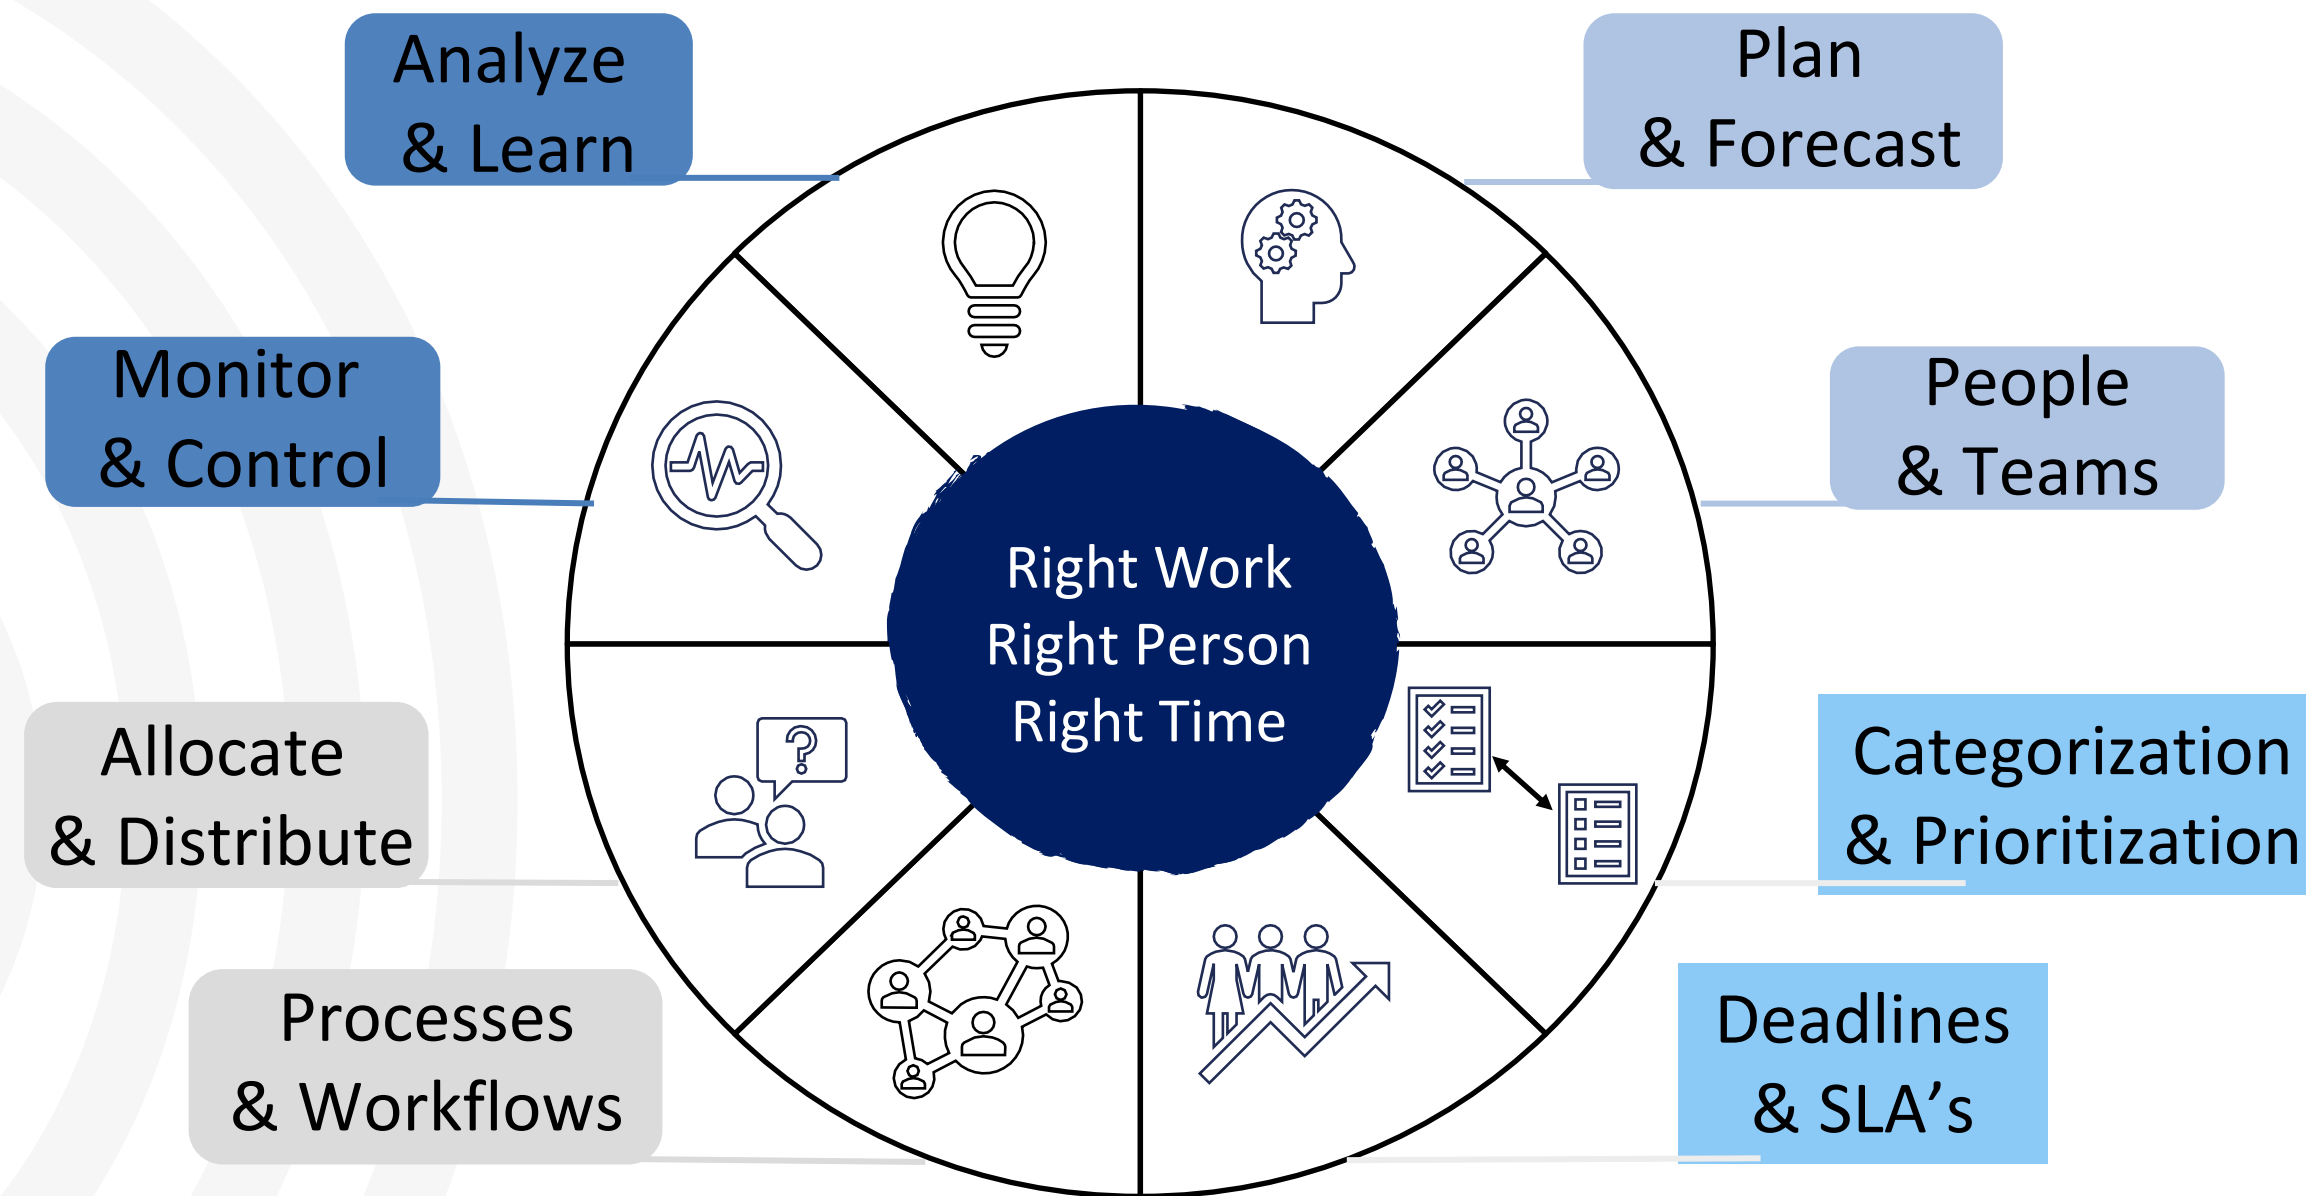 Analyze
& Learn
Plan
& Forecast
Monitor
& Control
People
& Teams
Right Work
Right Person
Right Time
?
Allocate
& Distribute
Categorization
& Prioritization
Processes
& Workflows
Deadlines
& SLA’s